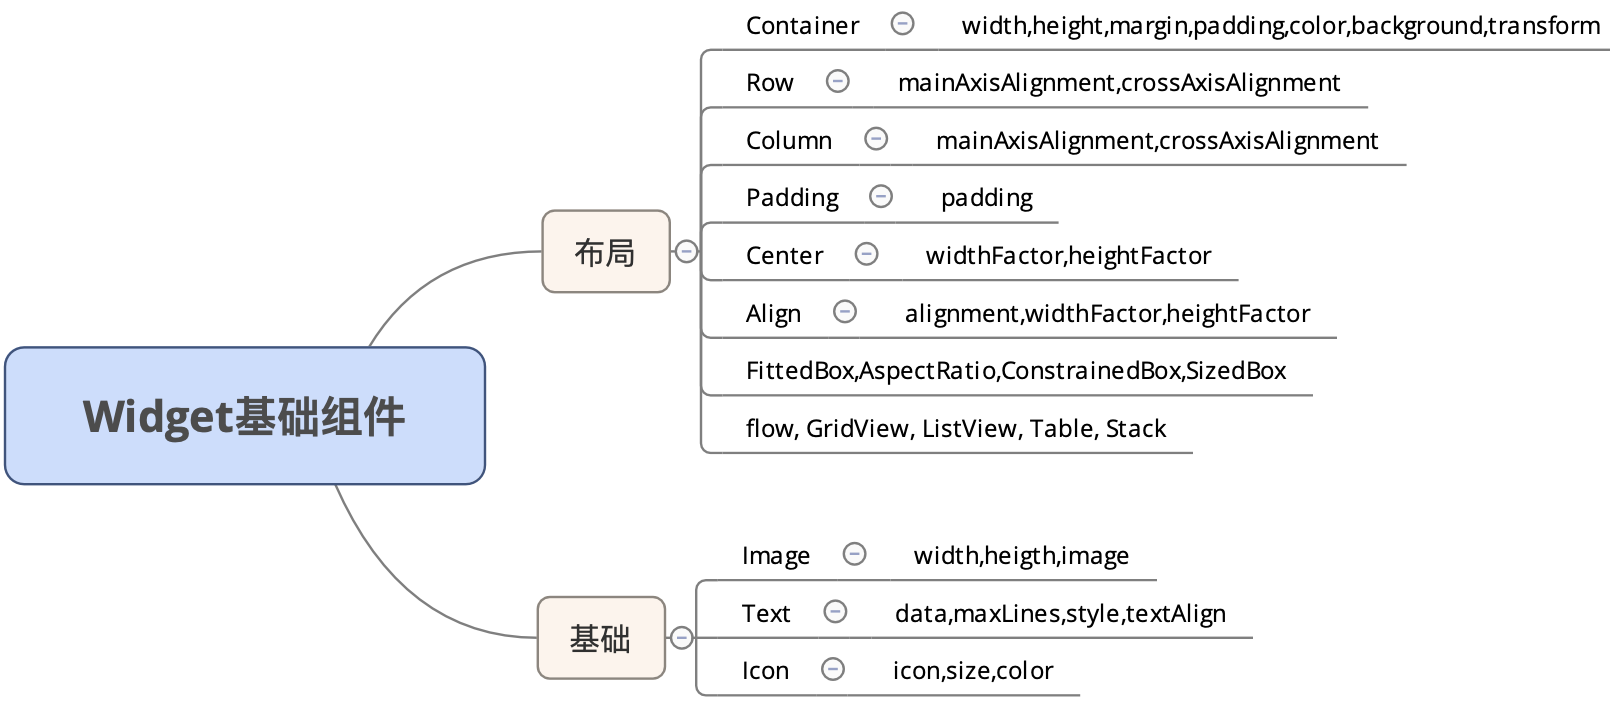 Widget基础组件
布局
Container width,height,margin,padding,color,background,transform
Row mainAxisAlignment,crossAxisAlignment
Column mainAxisAlignment,crossAxisAlignment
Padding padding
Center widthFactor,heightFactor
Align alignment,widthFactor,heightFactor
FittedBox,AspectRatio,ConstrainedBox,SizedBox
flow, GridView, ListView, Table, Stack
基础
Image width,heigth,image
Text data,maxLines,style,textAlign
Icon icon,size,color